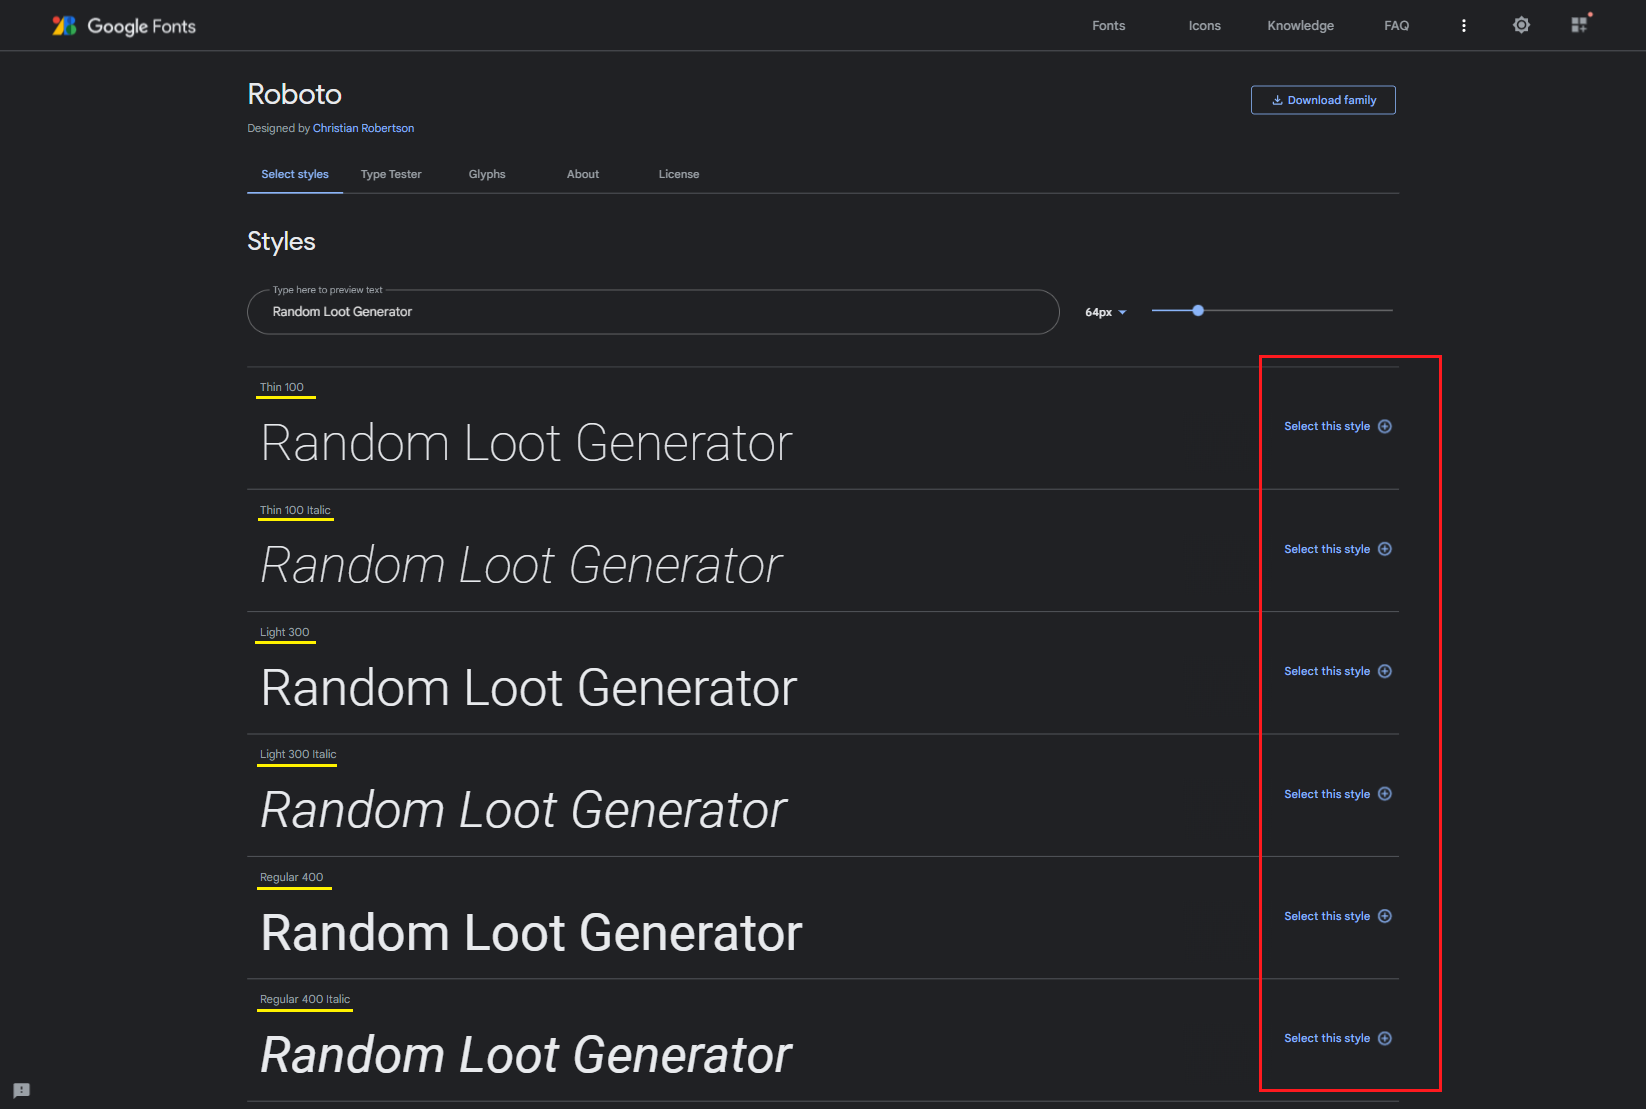 Google Fonts
Fonts
Icons
Knowledge
FAQ
Roboto
Download family
Designed by Christian Robertson
Select styles
Type Tester
Glyphs
About
License
Styles
Type here to preview text
Random Loot Generator
64px
Thin 100
Random Loot Generator
Select this style
Thin 100 Italic
Random Loot Generator
Select this style
Light 300
Random Loot Generator
Select this style
Light 300 Italic
Random Loot Generator
Select this style
Regular 400
Random Loot Generator
Select this style
Regular 400 Italic
Random Loot Generator
Select this style